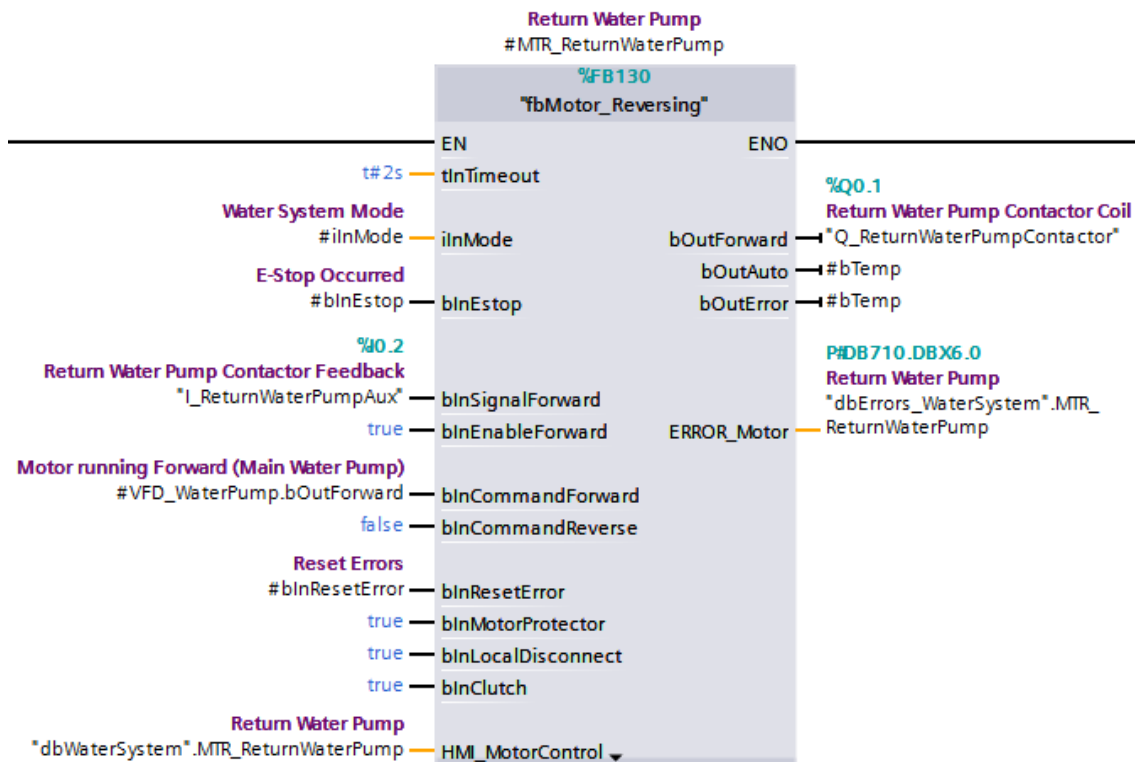 Return Water Pump
#MTR_ReturnWaterPump
%FB130
"fbMotor_Reversing"
EN ENO
t#2s tInTimeout
%Q0.1
Water System Mode Return Water Pump Contactor Coil
#iInMode iInMode bOutForward "Q_ReturnWaterPumpContactor"
bOutAuto #bTemp
E-Stop Occurred
#bInEstop bInEstop bOutError #bTemp
%I0.2 P#DB710.DBX6.0
Return Water Pump Contactor Feedback Return Water Pump
"I_ReturnWaterPumpAux" bInSignalForward "dbErrors_WaterSystem".MTR_
true bInEnableForward ERROR_Motor ReturnWaterPump
Motor running Forward (Main Water Pump)
#VFD_WaterPump.bOutForward bInCommandForward
false bInCommandReverse
Reset Errors
#bInResetError bInResetError
true bInMotorProtector
true bInLocalDisconnect
true bInClutch
Return Water Pump
"dbWaterSystem".MTR_ReturnWaterPump HMI_MotorControl